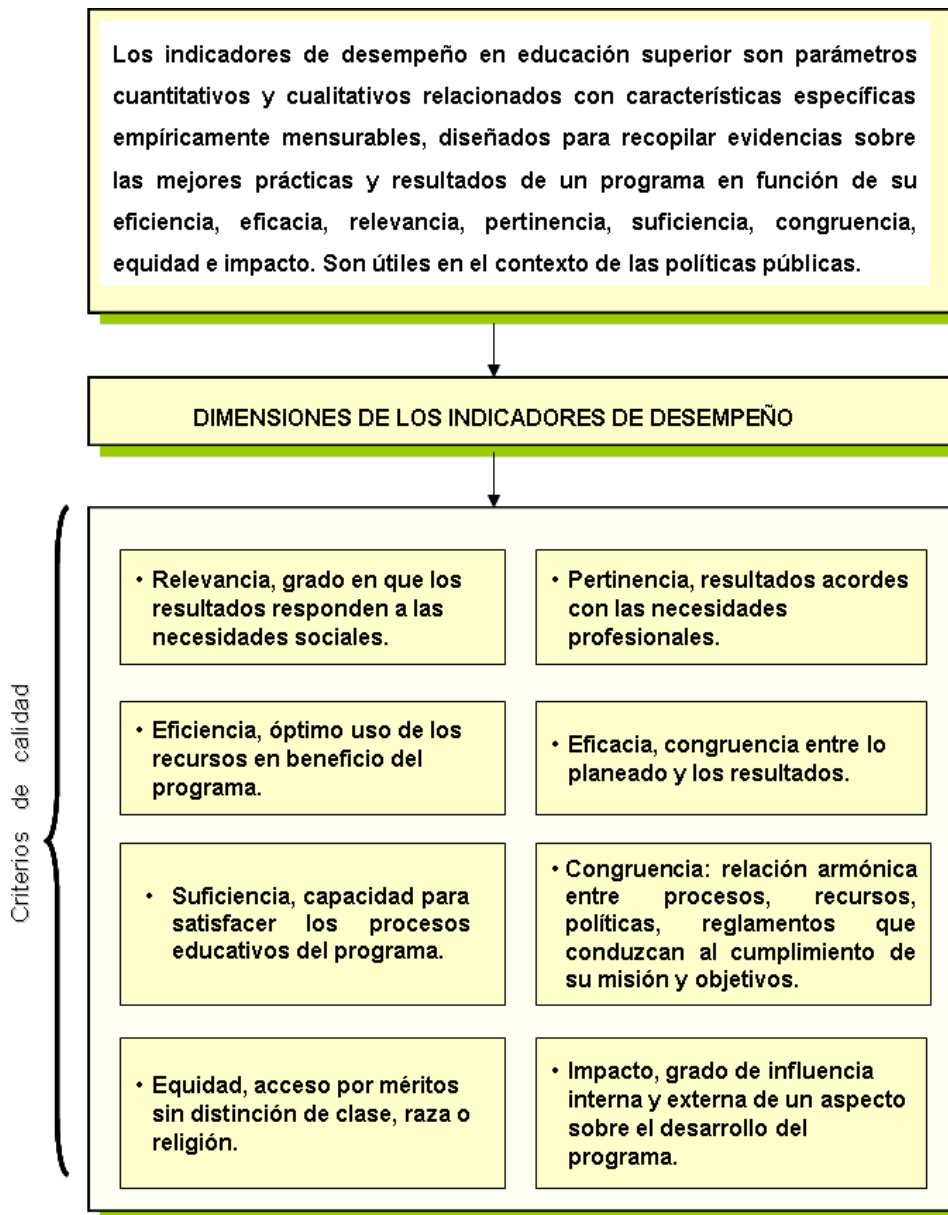 Los indicadores de desempeño en educación superior son parámetros
cuantitativos y cualitativos relacionados con características específicas
empíricamente mensurables, diseñados para recopilar evidencias sobre
las mejores prácticas y resultados de un programa en función de su
eficiencia, eficacia, relevancia, pertinencia, suficiencia, congruencia,
equidad e impacto. Son útiles en el contexto de las políticas públicas.
DIMENSIONES DE LOS INDICADORES DE DESEMPEÑO
Criterios de calidad
• Relevancia, grado en que los
resultados responden a las
necesidades sociales.
• Pertinencia, resultados acordes
con las necesidades
profesionales.
• Eficiencia, óptimo uso de los
recursos en beneficio del
programa.
• Eficacia, congruencia entre lo
planeado y los resultados.
• Suficiencia, capacidad para
satisfacer los procesos
educativos del programa.
• Congruencia: relación armónica
entre procesos, recursos,
políticas, reglamentos que
conduzcan al cumplimiento de
su misión y objetivos.
• Equidad, acceso por méritos
sin distinción de clase, raza o
religión.
• Impacto, grado de influencia
interna y externa de un aspecto
sobre el desarrollo del
programa.